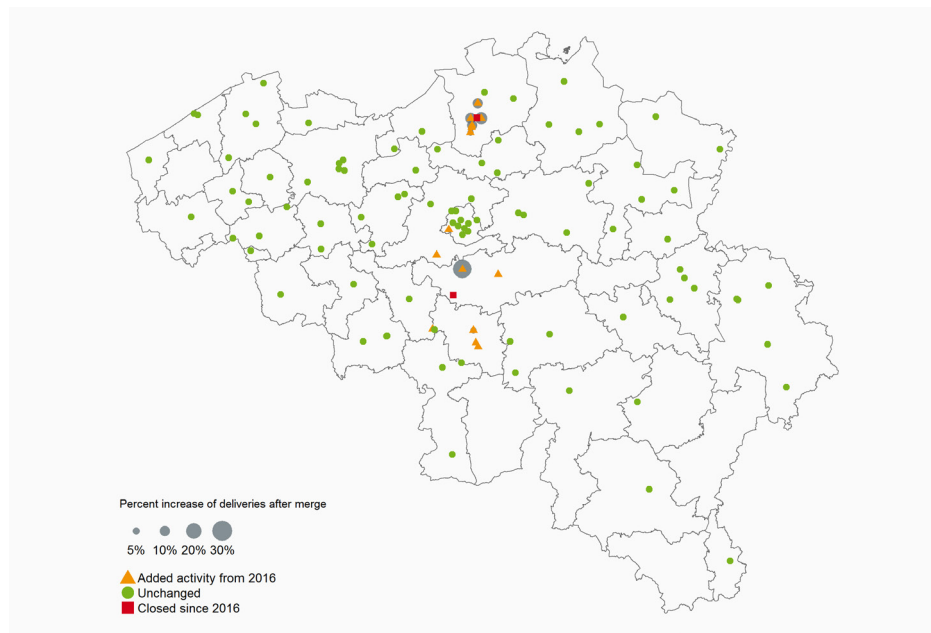 Percent increase of deliveries after merge
5% 10% 20% 30%
Added activity from 2016
Unchanged
Closed since 2016